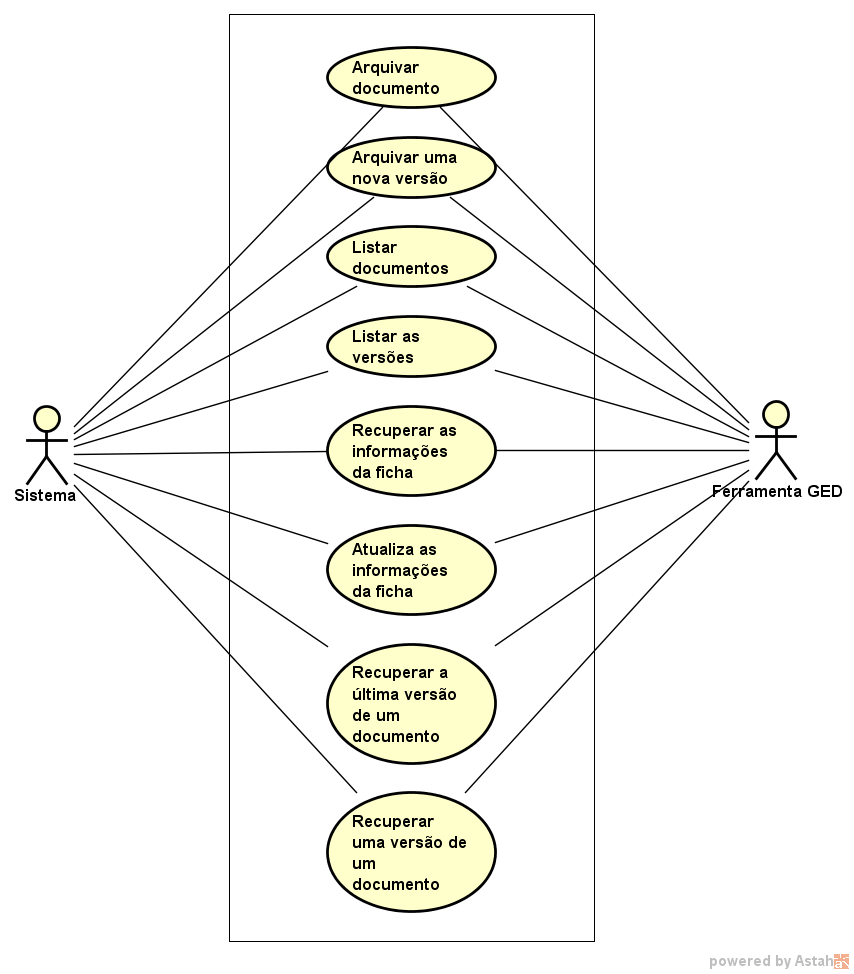 Arquivar
documento
Arquivar uma
nova versão
Listar
documentos
Listar as
versões
Recuperar as
informações
da ficha
Sistema
Ferramenta GED
Atualiza as
informações
da ficha
Recuperar a
última versão
de um
documento
Recuperar
uma versão de
um
documento
powered by Astah